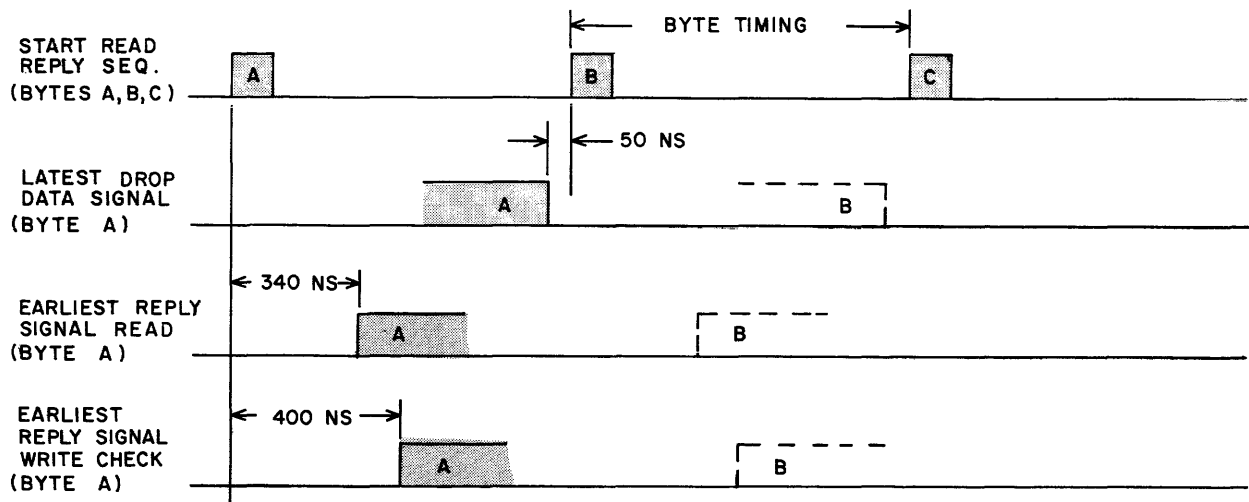 BYTE TIMING
START READ
REPLY SEQ.
(BYTES A,B,C)
A
B
C
50 NS
LATEST DROP
DATA SIGNAL
(BYTE A)
A
B
340 NS
EARLIEST REPLY
SIGNAL READ
(BYTE A)
A
B
400 NS
EARLIEST
REPLY SIGNAL
WRITE CHECK
(BYTE A)
A
B